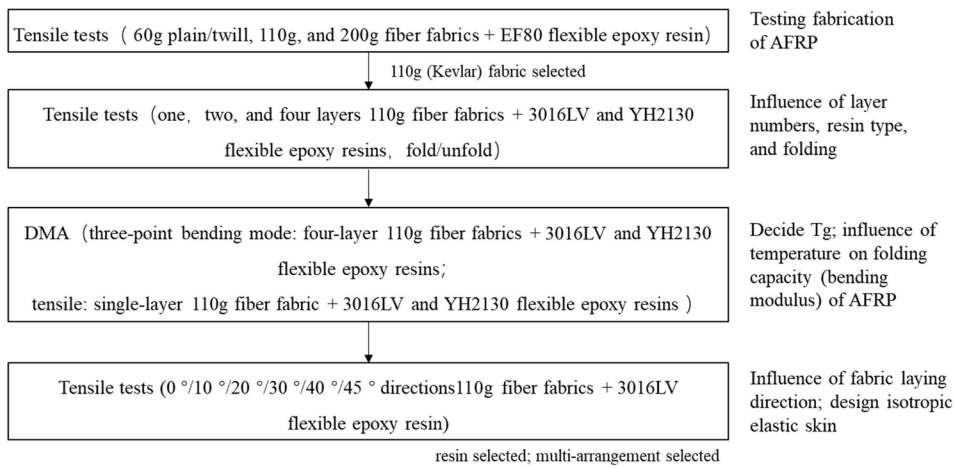 Tensile tests（ 60g plain/twill, 110g, and 200g fiber fabrics + EF80 flexible epoxy resin）
Testing fabrication
of AFRP
110g (Kevlar) fabric selected
Tensile tests（one，two, and four layers 110g fiber fabrics + 3016LV and YH2130
flexible epoxy resins，fold/unfold）
Influence of layer
numbers, resin type,
and folding
DMA（three-point bending mode: four-layer 110g fiber fabrics + 3016LV and YH2130
flexible epoxy resins；
tensile: single-layer 110g fiber fabric + 3016LV and YH2130 flexible epoxy resins ）
Decide Tg; influence of
temperature on folding
capacity (bending
modulus) of AFRP
Tensile tests (0 °/10 °/20 °/30 °/40 °/45 ° directions110g fiber fabrics + 3016LV
flexible epoxy resin)
Influence of fabric laying
direction; design isotropic
elastic skin
resin selected; multi-arrangement selected